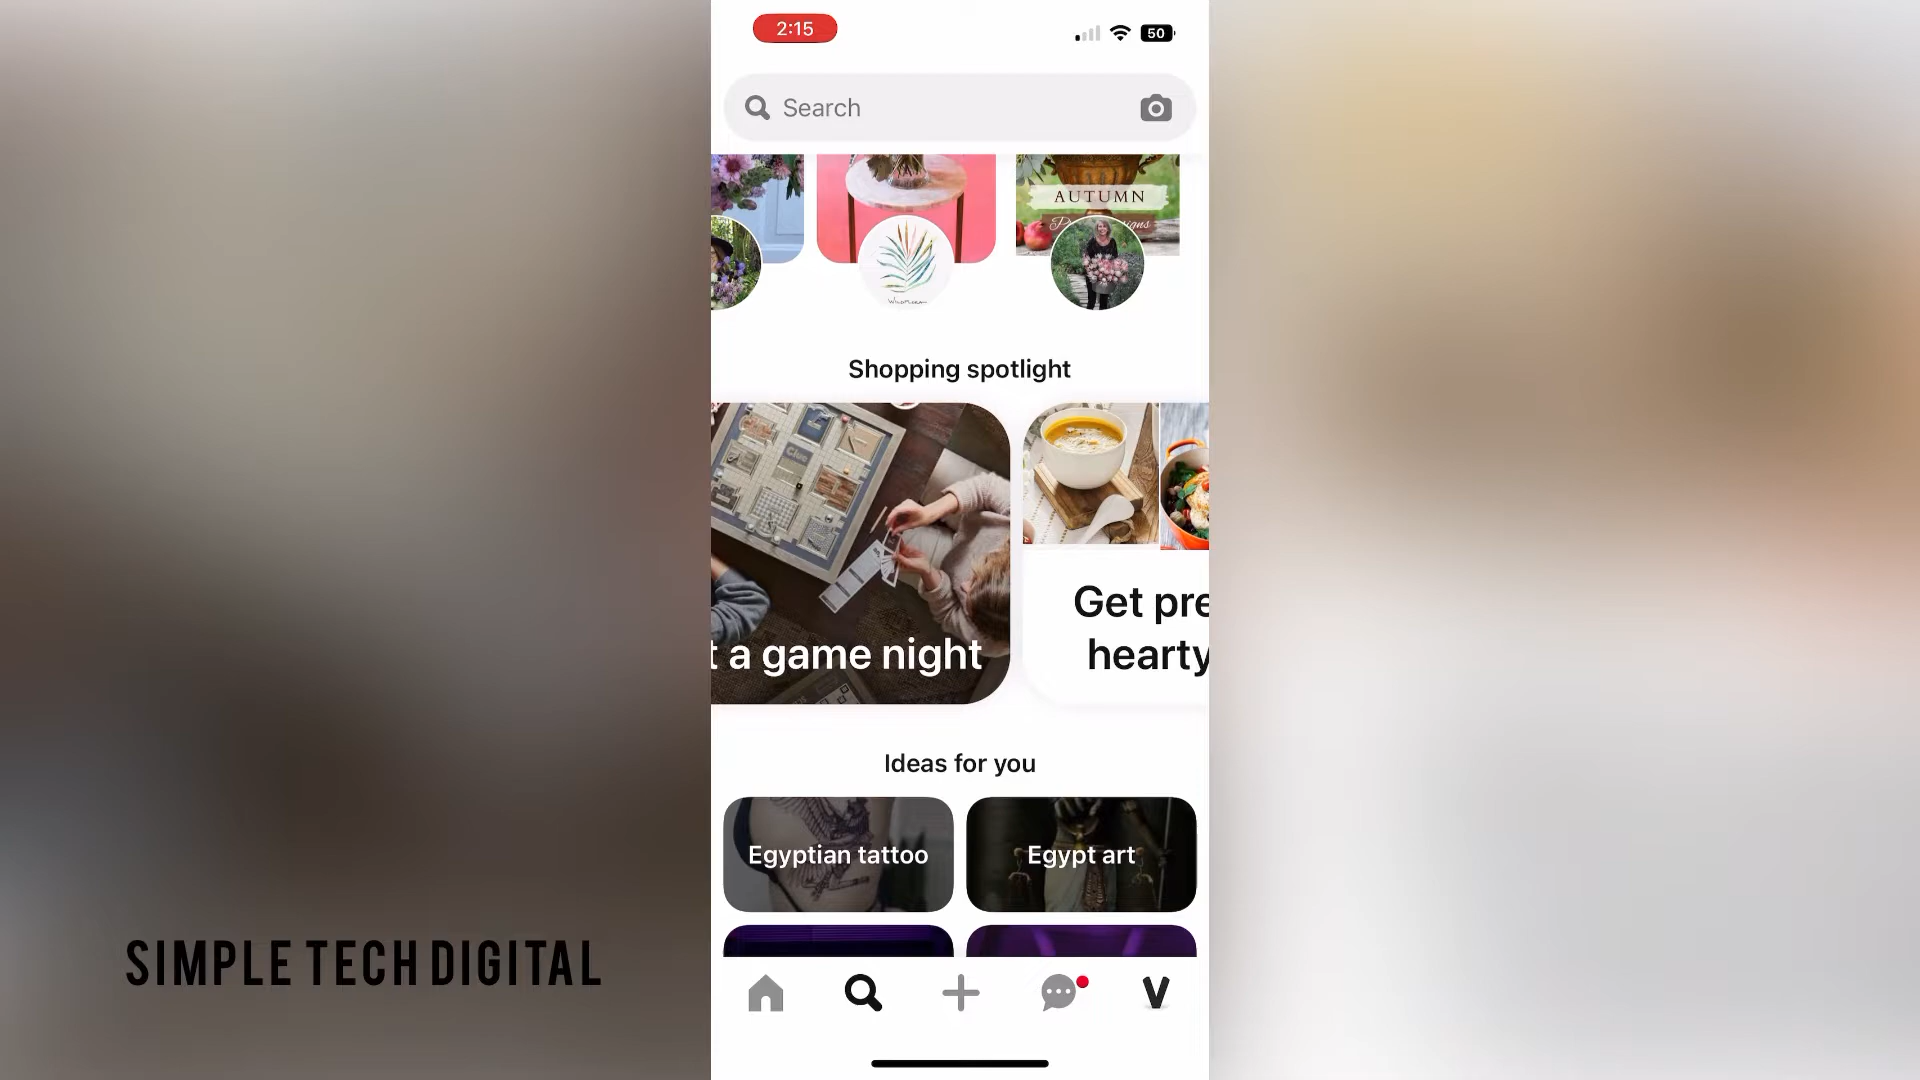 2:15
50
Search
AUTUMN
Shopping spotlight
Clue
t a game night
Get pre
hearty
Ideas for you
Egyptian tattoo
Egypt art
SIMPLE TECH DIGITAL
V